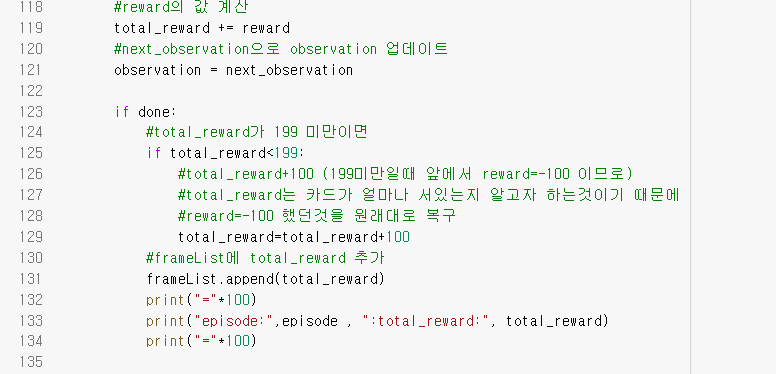 118 #reward의 값 계산
119 total_reward += reward
120 #next_observation으로 observation 업데이트
121 observation = next_observation
122
123 if done:
124 #total_reward가 199 미만이면
125 if total_reward<199:
126 #total_reward+100 (199미만일때 앞에서 reward=-100 이므로)
127 #total_reward는 카드가 얼마나 서있는지 알고자 하는것이기 때문에
128 #reward=-100 했던것을 원래대로 복구
129 total_reward=total_reward+100
130 #frameList에 total_reward 추가
131 frameList.append(total_reward)
132 print("="*100)
133 print("episode:",episode , ":total_reward:", total_reward)
134 print("="*100)
135